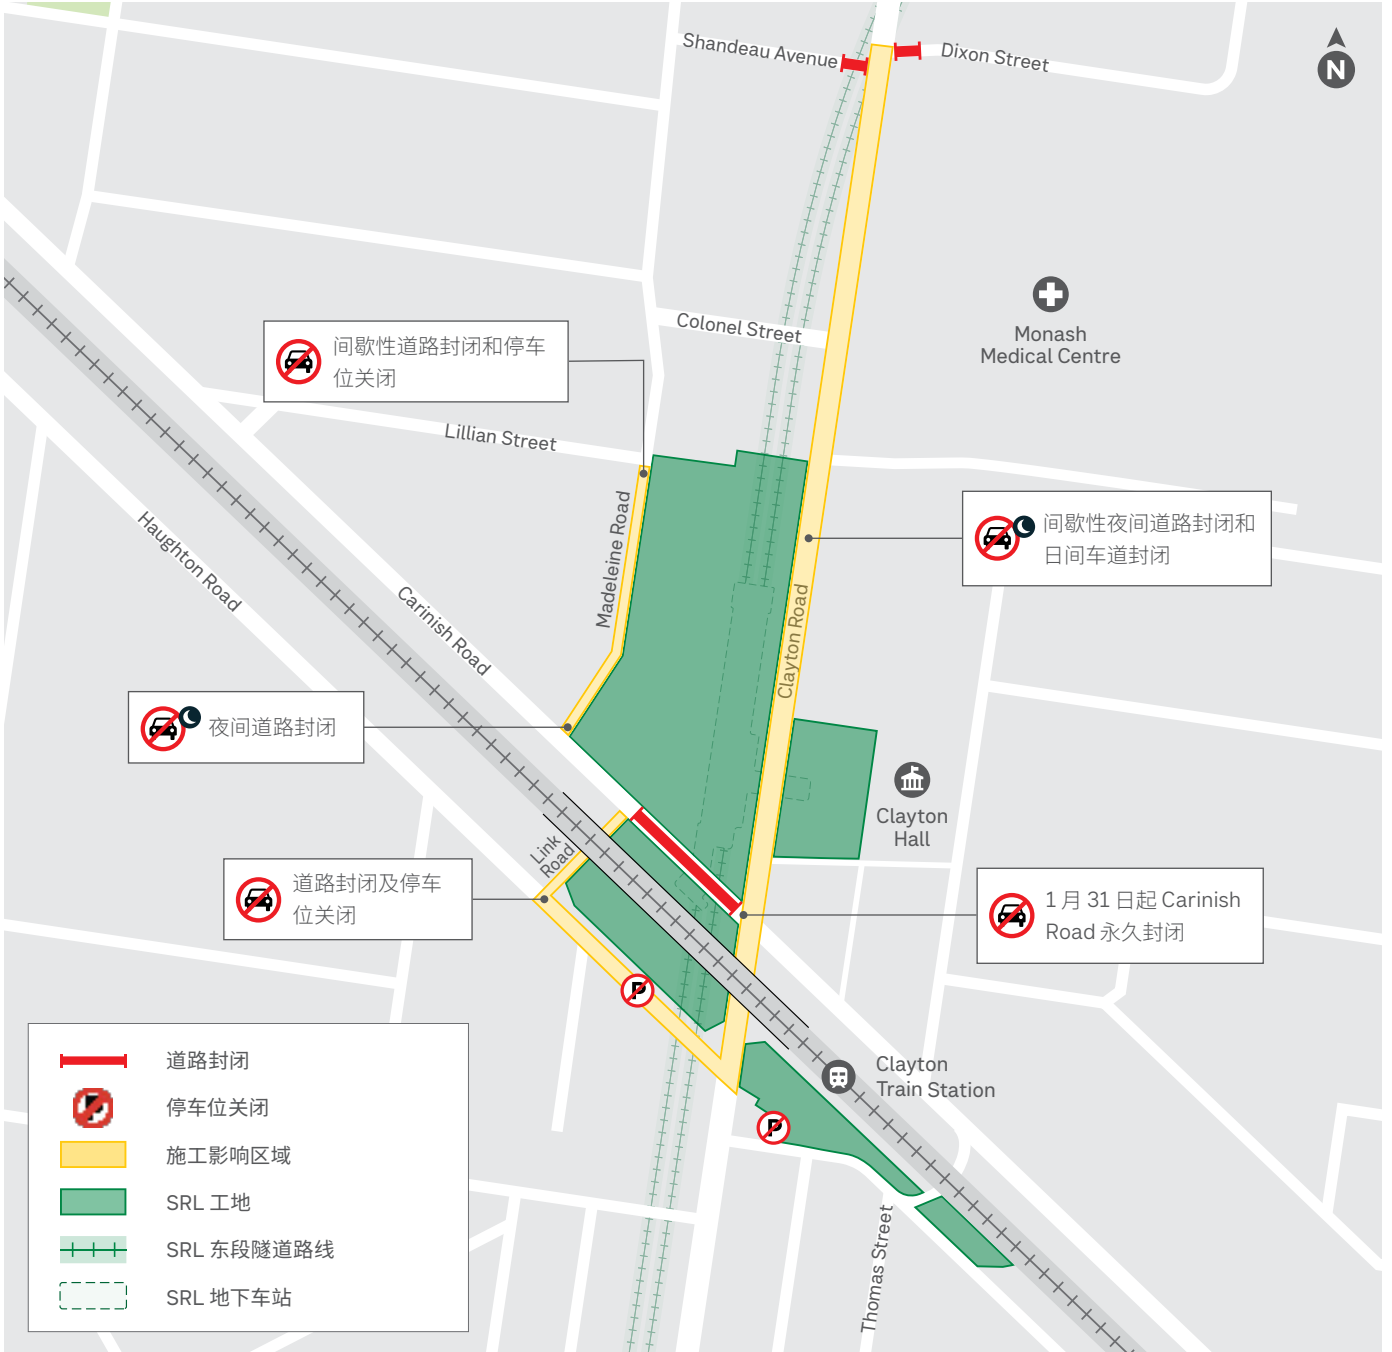 Shandeau Avenue
Dixon Street
N
Monash
Medical Centre
Colonel Street
间歇性道路封闭和停车
位关闭
Lillian Street
Madeleine Road
Haughton Road
Carinish Road
间歇性夜间道路封闭和
日间车道封闭
Clayton Road
夜间道路封闭
Clayton
Hall
Link
Road
道路封闭及停车
位关闭
1 月 31 日起 Carinish
Road 永久封闭
P
Clayton
Train Station
P
Thomas Street
道路封闭
P
停车位关闭
施工影响区域
SRL 工地
SRL 东段隧道路线
SRL 地下车站